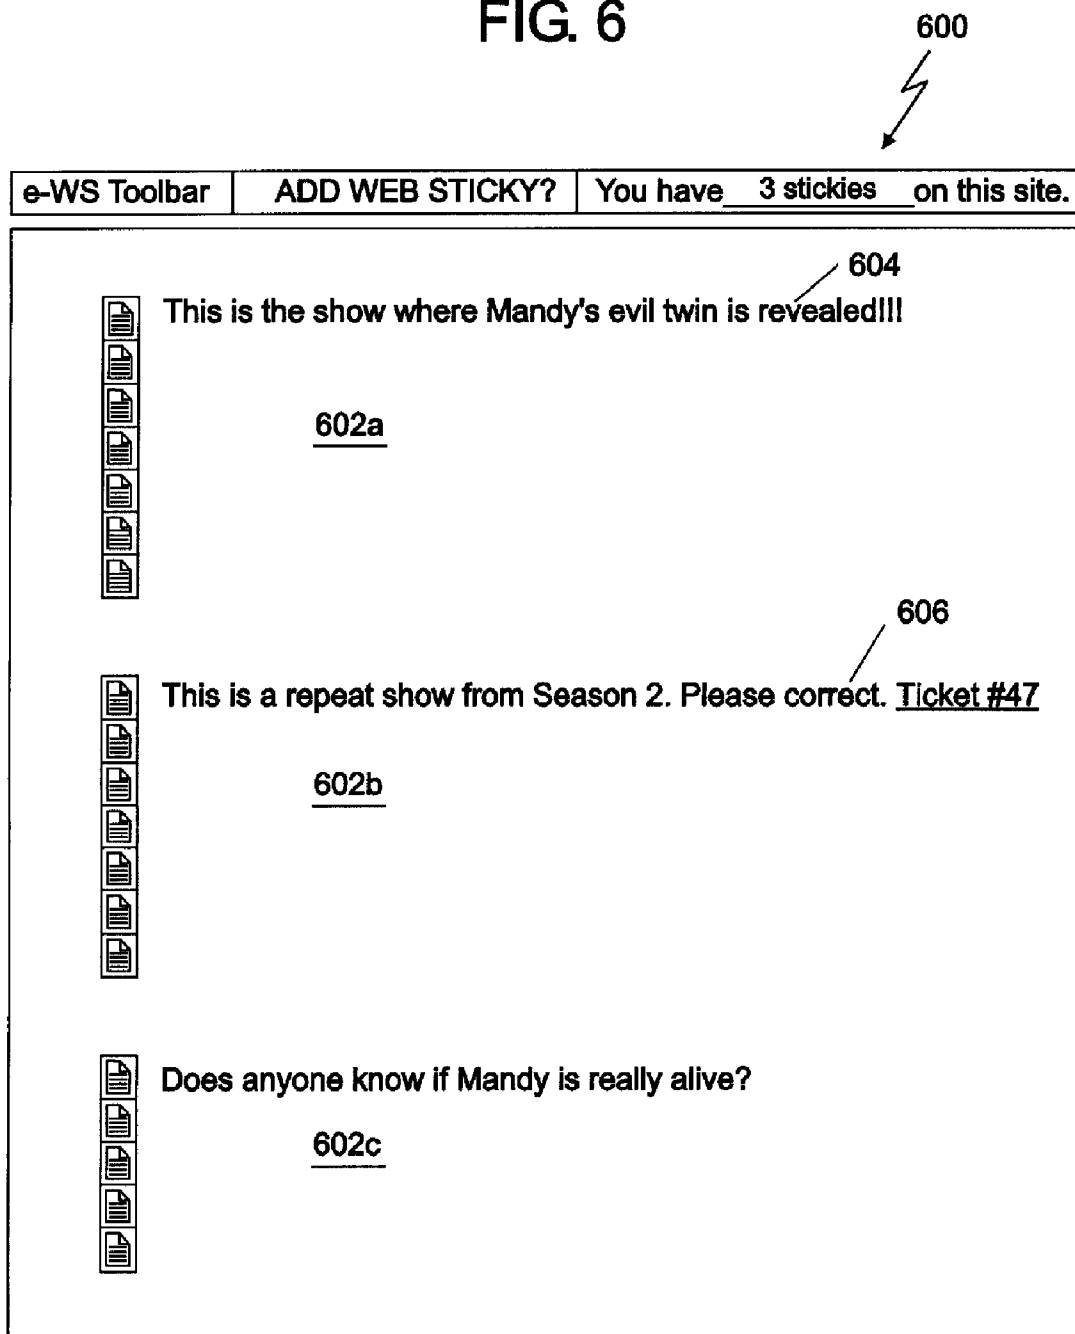 FIG. 6
600
e-WS Toolbar ADD WEB STICKY? You have 3 stickies on this site.
604
This is the show where Mandy's evil twin is revealed!!!
602a
606
This is a repeat show from Season 2. Please correct. Ticket #47
602b
Does anyone know if Mandy is really alive?
602c